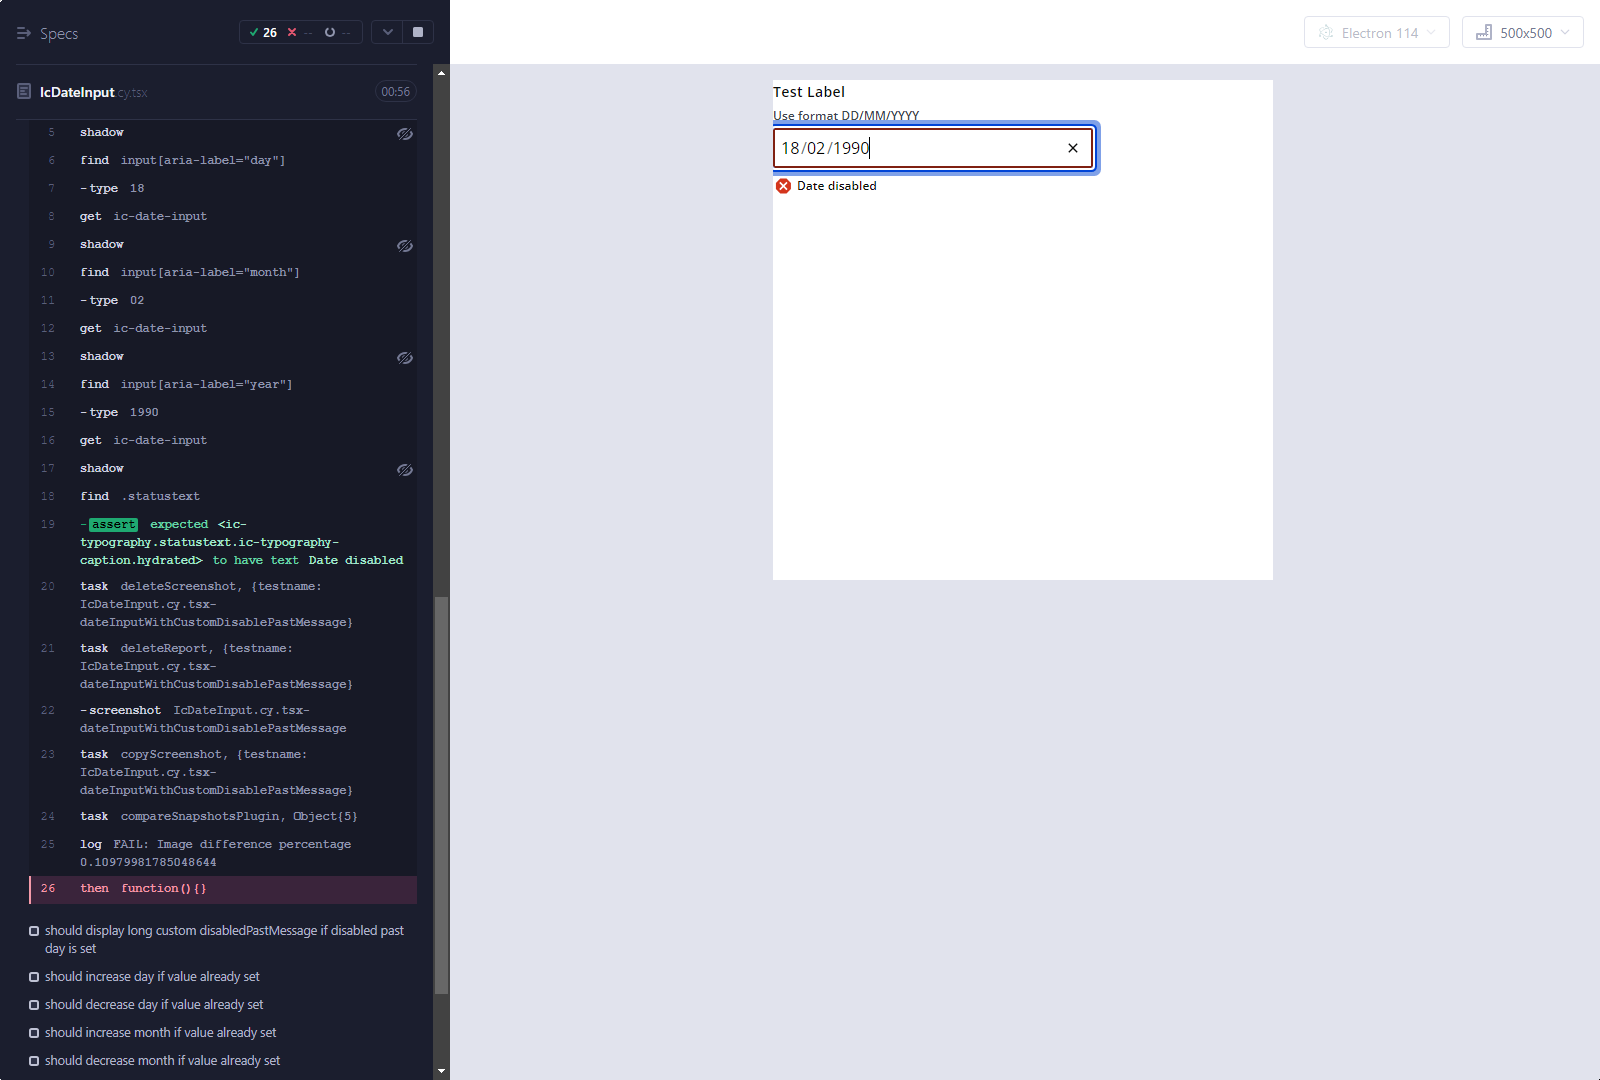 Specs
26 -- --
Electron 114
500x500
IcDateInput.cy.tsx 00:56
5 shadow
6 find input[aria-label="day"]
7 -type 18
8 get ic-date-input
9 shadow
10 find input[aria-label="month"]
11 -type 02
12 get ic-date-input
13 shadow
14 find input[aria-label="year"]
15 -type 1990
16 get ic-date-input
17 shadow
18 find .statustext
19 -assert expected <ic-
typography.statustext.ic-typography-
caption.hydrated> to have text Date disabled
20 task deleteScreenshot, {testname:
IcDateInput.cy.tsx-
dateInputWithCustomDisablePastMessage}
21 task deleteReport, {testname:
IcDateInput.cy.tsx-
dateInputWithCustomDisablePastMessage}
22 -screenshot IcDateInput.cy.tsx-
dateInputWithCustomDisablePastMessage
23 task copyScreenshot, {testname:
IcDateInput.cy.tsx-
dateInputWithCustomDisablePastMessage}
24 task compareSnapshotsPlugin, Object{5}
25 log FAIL: Image difference percentage
0.10979981785048644
26 then function(){}
should display long custom disabledPastMessage if disabled past
day is set
should increase day if value already set
should decrease day if value already set
should increase month if value already set
should decrease month if value already set
Test Label
Use format DD/MM/YYYY
18/02/1990
Date disabled